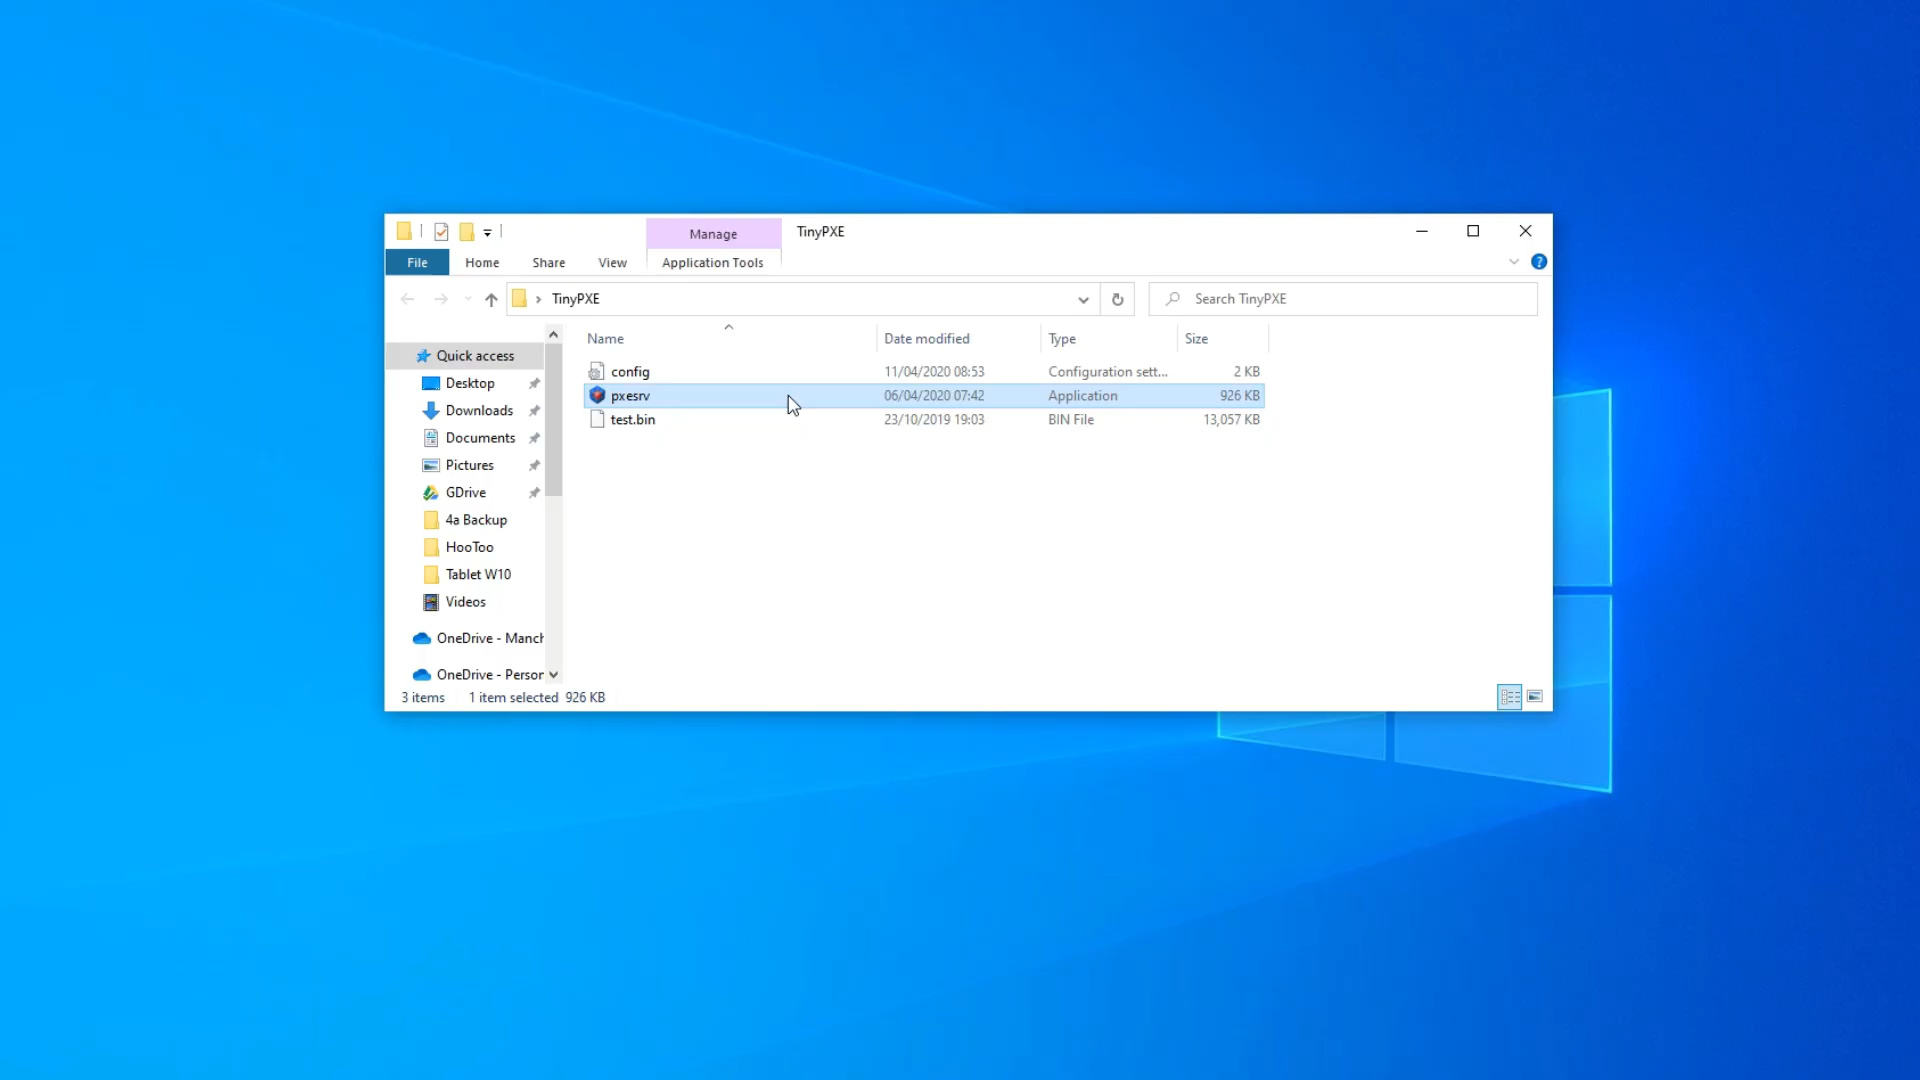 Manage TinyPXE
File Home Share View Application Tools
TinyPXE Search TinyPXE
Name Date modified Type Size
Quick access
Desktop
Downloads
Documents
Pictures
GDrive
4a Backup
HooToo
Tablet W10
Videos
OneDrive - Manch
OneDrive - Person
config 11/04/2020 08:53 Configuration sett... 2 KB
pxesrv 06/04/2020 07:42 Application 926 KB
test.bin 23/10/2019 19:03 BIN File 13,057 KB
3 items 1 item selected 926 KB